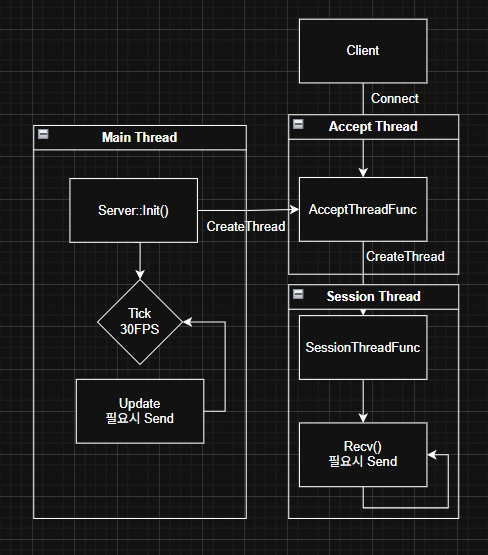 Client
Connect
Accept Thread
AcceptThreadFunc
CreateThread
Main Thread
Server::Init()
CreateThread
Tick
30FPS
Update
필요시 Send
Session Thread
SessionThreadFunc
Recv()
필요시 Send